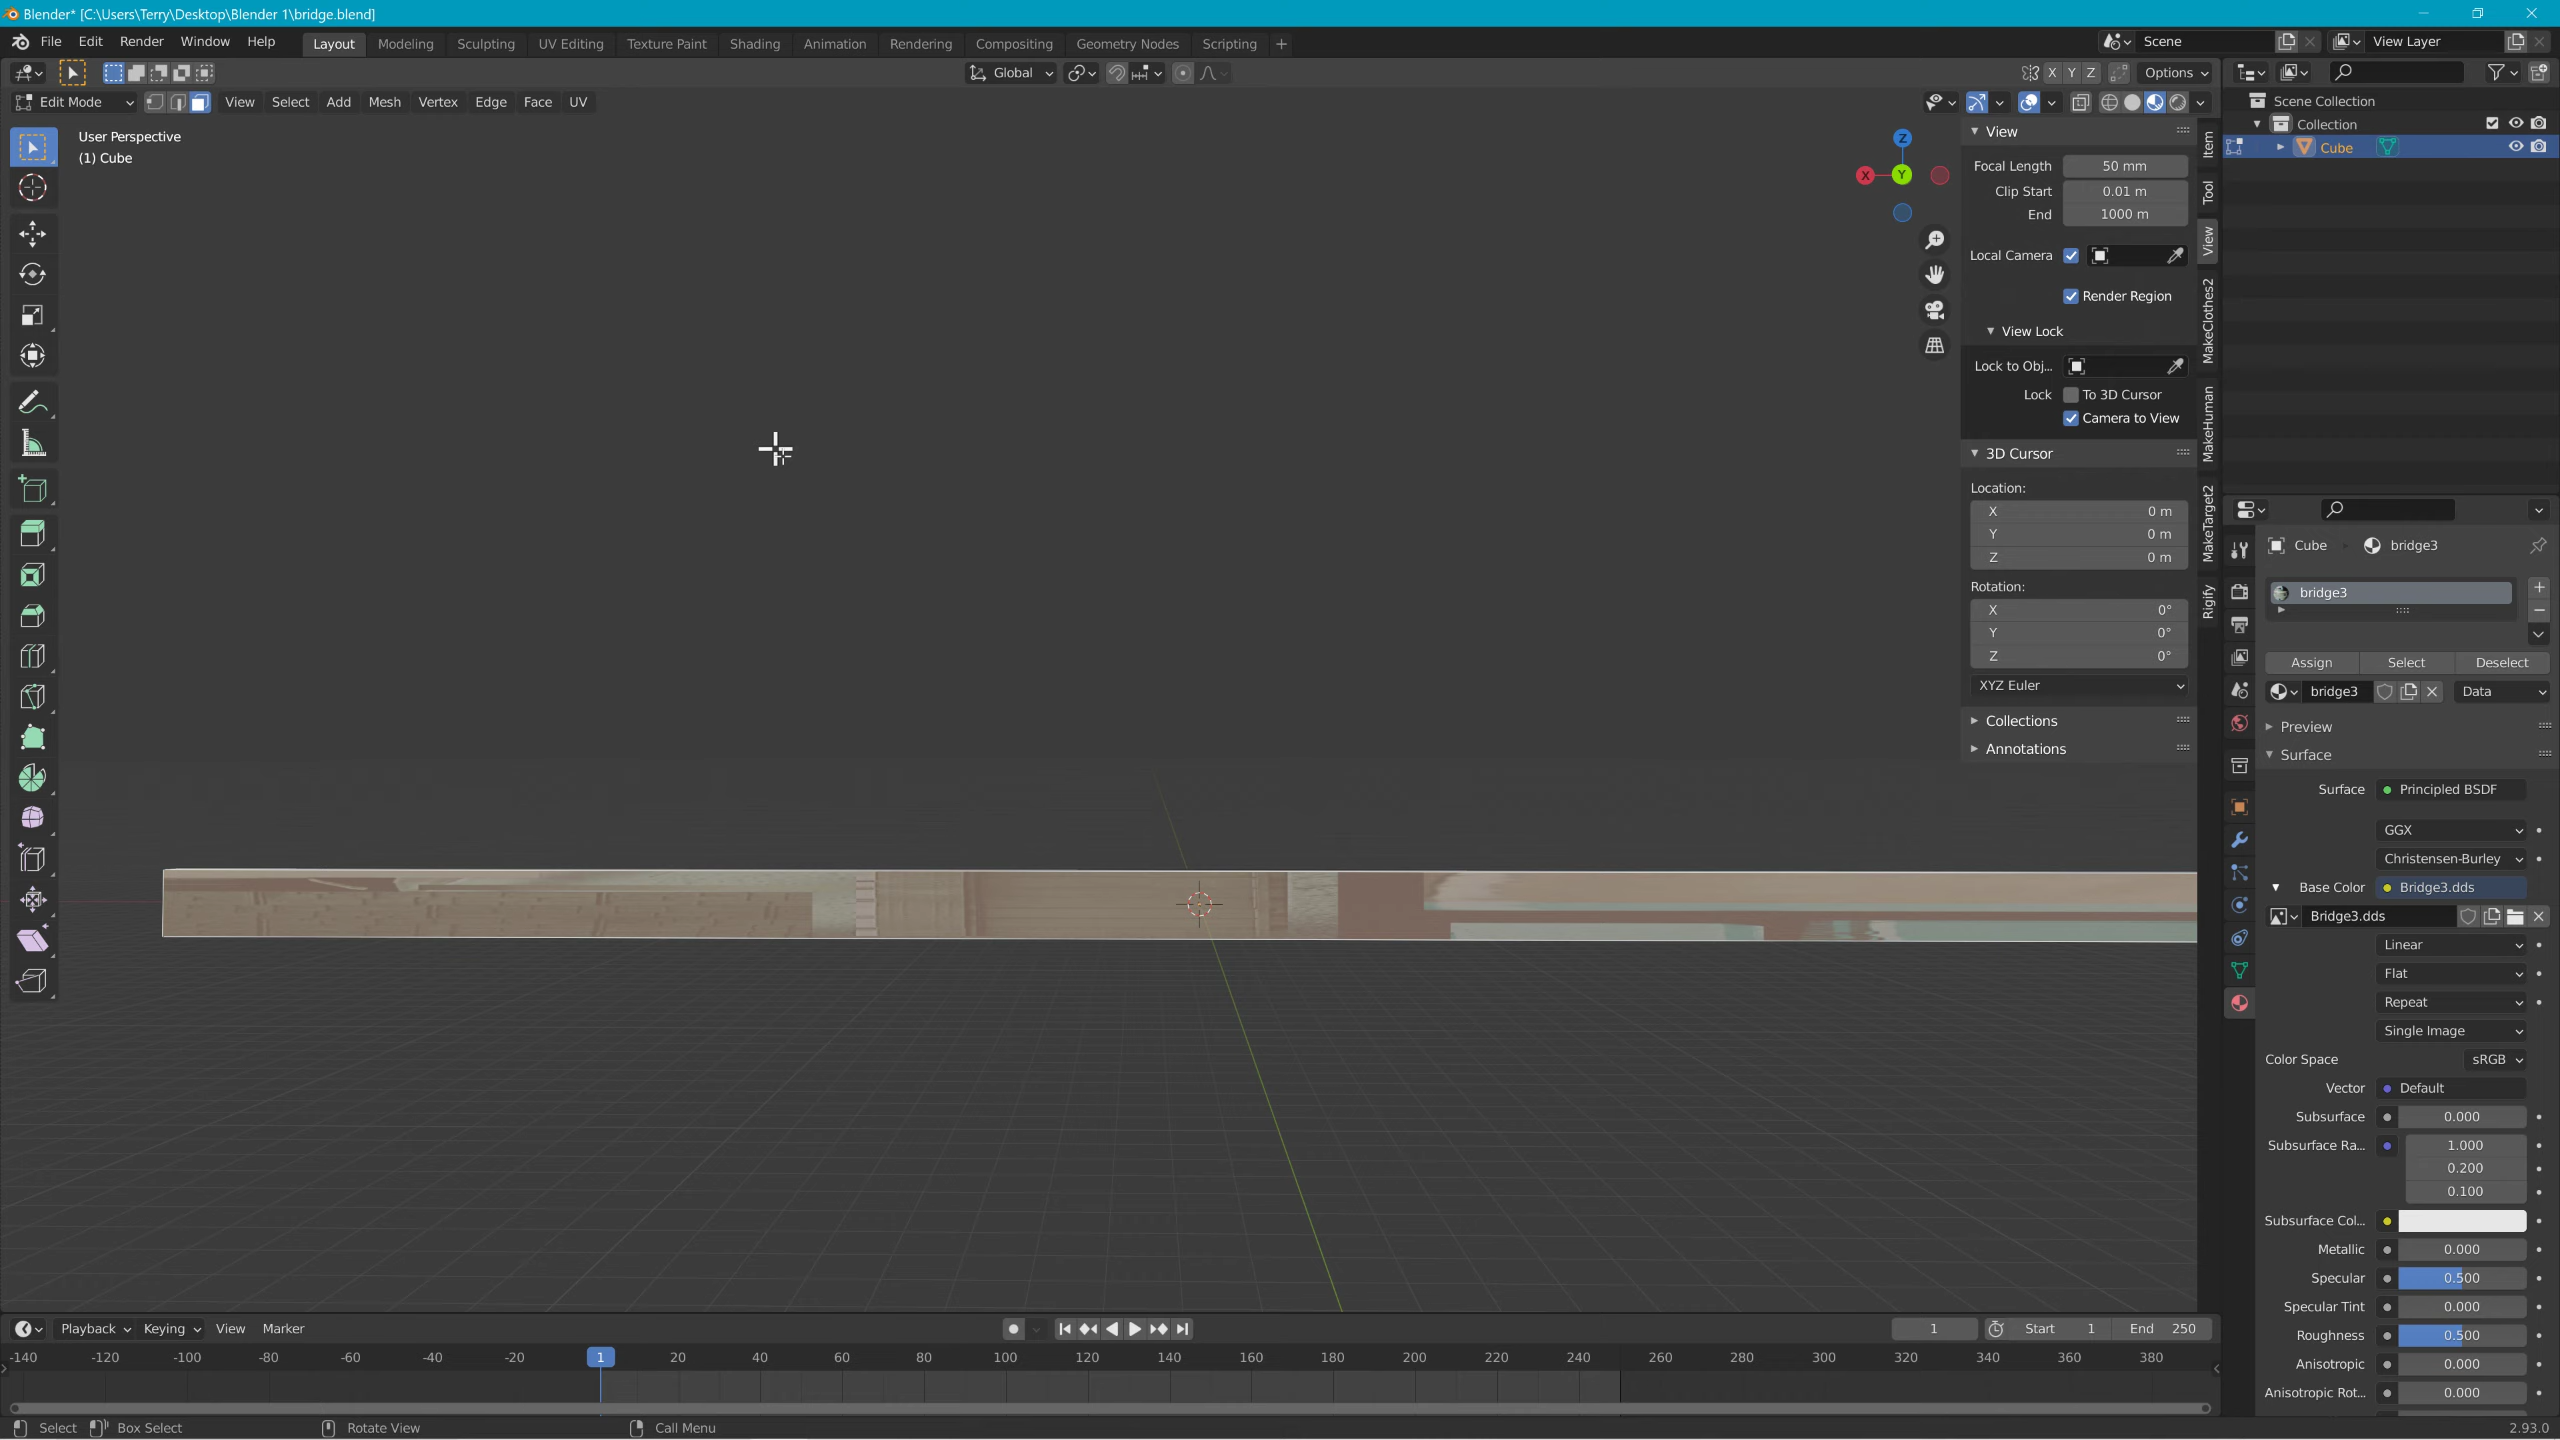 Blender* [C:\Users\Terry\Desktop\Blender 1\bridge.blend]
File Edit Render Window Help Layout Modeling Sculpting UV Editing Texture Paint Shading Animation Rendering Compositing Geometry Nodes Scripting + Scene View Layer
Global X Y Z Options
Edit Mode View Select Add Mesh Vertex Edge Face UV
User Perspective
(1) Cube
Z
X
Y
View
Focal Length 50 mm
Clip Start 0.01 m
End 1000 m
Local Camera
Render Region
View Lock
Lock to Obj...
Lock To 3D Cursor
Camera to View
3D Cursor
Location:
X 0 m
Y 0 m
Z 0 m
Rotation:
X 0°
Y 0°
Z 0°
XYZ Euler
Collections
Annotations
Item
Tool
View
MakeClothes2
MakeHuman
MakeTarget2
Rigify
Scene Collection
Collection
Cube
Cube bridge3
bridge3
Assign Select Deselect
bridge3 Data
Preview
Surface
Surface Principled BSDF
GGX
Christensen-Burley
Base Color Bridge3.dds
Bridge3.dds
Linear
Flat
Repeat
Single Image
Color Space sRGB
Vector Default
Subsurface 0.000
Subsurface Ra... 1.000
0.200
0.100
Subsurface Col...
Metallic 0.000
Specular 0.500
Specular Tint 0.000
Roughness 0.500
Anisotropic 0.000
Anisotropic Rot... 0.000
Playback Keying View Marker 1 Start 1 End 250
-140 -120 -100 -80 -60 -40 -20 1 20 40 60 80 100 120 140 160 180 200 220 240 260 280 300 320 340 360 380
Select Box Select Rotate View Call Menu 2.93.0